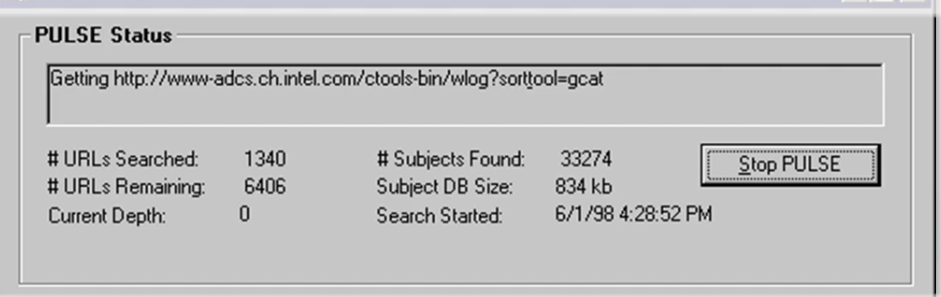 PULSE Status
Getting http://www-adcs.ch.intel.com/ctools-bin/wlog?sorttool=gcat
# URLs Searched: 1340 # Subjects Found: 33274 Stop PULSE
# URLs Remaining: 6406 Subject DB Size: 834 kb
Current Depth: 0 Search Started: 6/1/98 4:28:52 PM